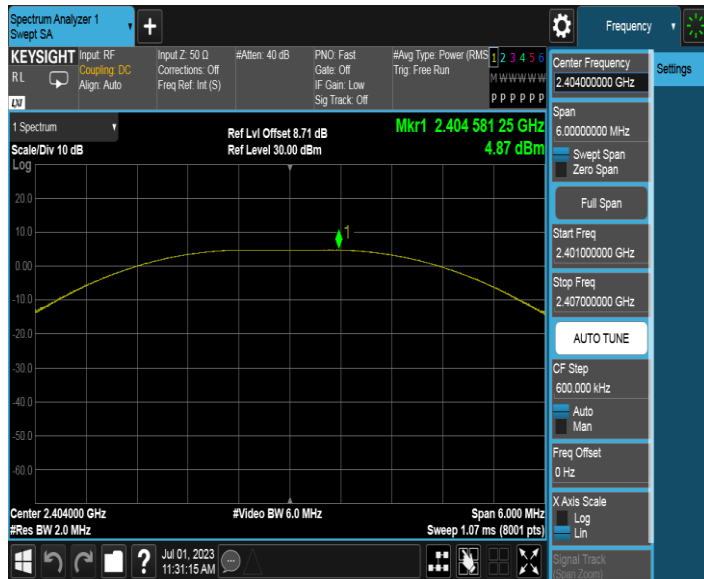 Spectrum Analyzer 1
Swept SA
Frequency
KEYSIGHT
RL
LXI
Input: RF
Coupling: DC
Align: Auto
Input Z: 50 Ω
Corrections: Off
Freq Ref: Int (S)
#Atten: 40 dB
PNO: Fast
Gate: Off
IF Gain: Low
Sig Track: Off
#Avg Type: Power (RMS
Trig: Free Run
1 2 3 4 5 6
M W W W W W
P P P P P P
1 Spectrum
Scale/Div 10 dB
Log
Ref Lvl Offset 8.71 dB
Ref Level 30.00 dBm
Mkr1 2.404 581 25 GHz
4.87 dBm
20.0
10.0
0.00
-10.0
-20.0
-30.0
-40.0
-50.0
-60.0
1
Center 2.404000 GHz
#Res BW 2.0 MHz
#Video BW 6.0 MHz
Span 6.000 MHz
Sweep 1.07 ms (8001 pts)
?
Jul 01, 2023
11:31:15 AM
Center Frequency
2.404000000 GHz
Settings
Span
6.00000000 MHz
Swept Span
Zero Span
Full Span
Start Freq
2.401000000 GHz
Stop Freq
2.407000000 GHz
AUTO TUNE
CF Step
600.000 kHz
Auto
Man
Freq Offset
0 Hz
X Axis Scale
Log
Lin
Signal Track
(Span Zoom)